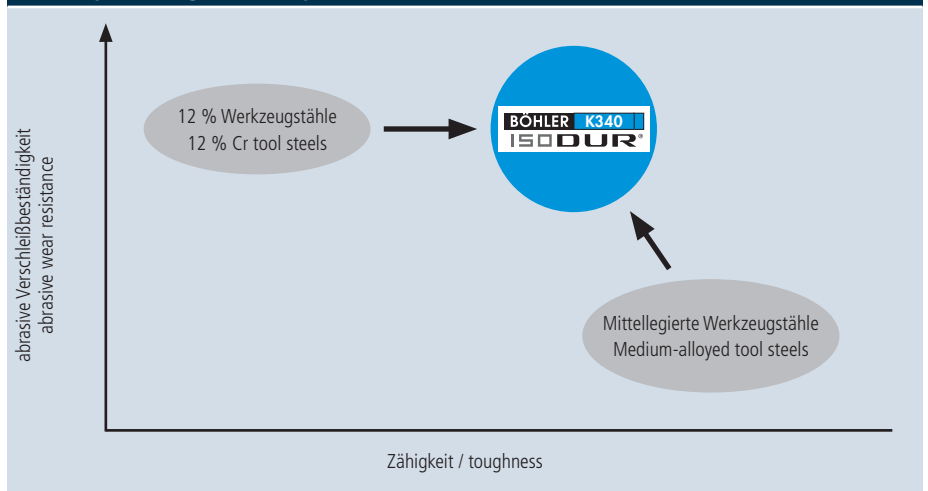 abrasive Verschleißbeständigkeit
abrasive wear resistance
12 % Werkzeugstähle
12 % Cr tool steels
BÖHLER K340
ISODUR®
Mittellegierte Werkzeugstähle
Medium-alloyed tool steels
Zähigkeit / toughness